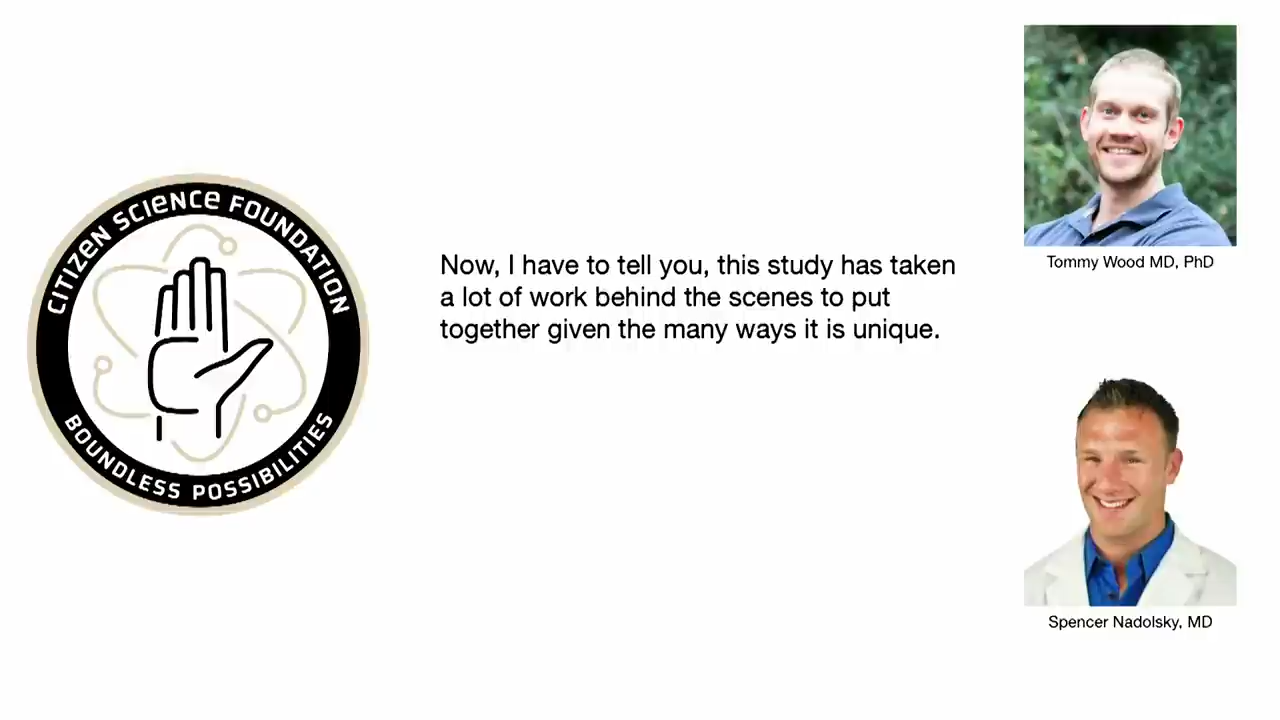 CITIZEN SCIENCE FOUNDATION
BOUNDLESS POSSIBILITIES
Now, I have to tell you, this study has taken
a lot of work behind the scenes to put
together given the many ways it is unique.
Tommy Wood MD, PhD
Spencer Nadolsky, MD